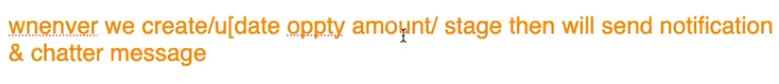 wnenver we create/u[date oppty amount/ stage then will send notification
& chatter message